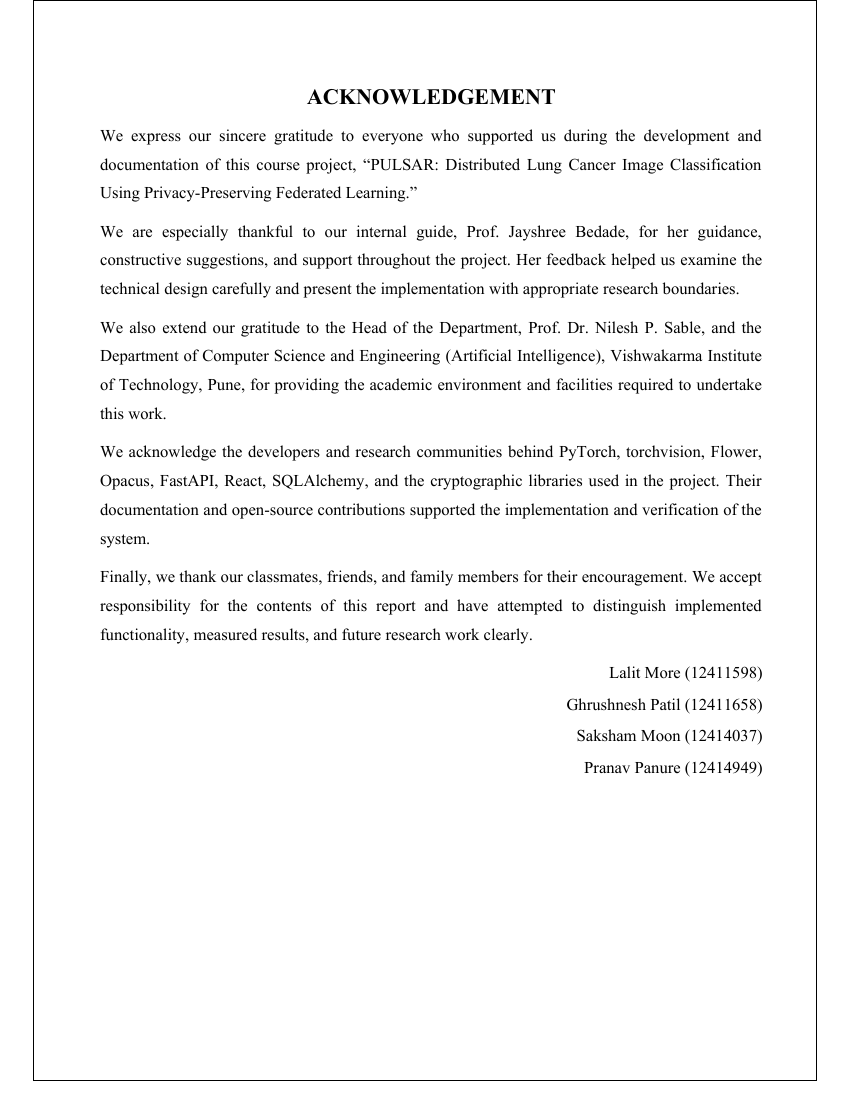 ACKNOWLEDGEMENT
We express our sincere gratitude to everyone who supported us during the development and
documentation of this course project, “PULSAR: Distributed Lung Cancer Image Classification
Using Privacy-Preserving Federated Learning.”
We are especially thankful to our internal guide, Prof. Jayshree Bedade, for her guidance,
constructive suggestions, and support throughout the project. Her feedback helped us examine the
technical design carefully and present the implementation with appropriate research boundaries.
We also extend our gratitude to the Head of the Department, Prof. Dr. Nilesh P. Sable, and the
Department of Computer Science and Engineering (Artificial Intelligence), Vishwakarma Institute
of Technology, Pune, for providing the academic environment and facilities required to undertake
this work.
We acknowledge the developers and research communities behind PyTorch, torchvision, Flower,
Opacus, FastAPI, React, SQLAlchemy, and the cryptographic libraries used in the project. Their
documentation and open-source contributions supported the implementation and verification of the
system.
Finally, we thank our classmates, friends, and family members for their encouragement. We accept
responsibility for the contents of this report and have attempted to distinguish implemented
functionality, measured results, and future research work clearly.
Lalit More (12411598)
Ghrushnesh Patil (12411658)
Saksham Moon (12414037)
Pranav Panure (12414949)